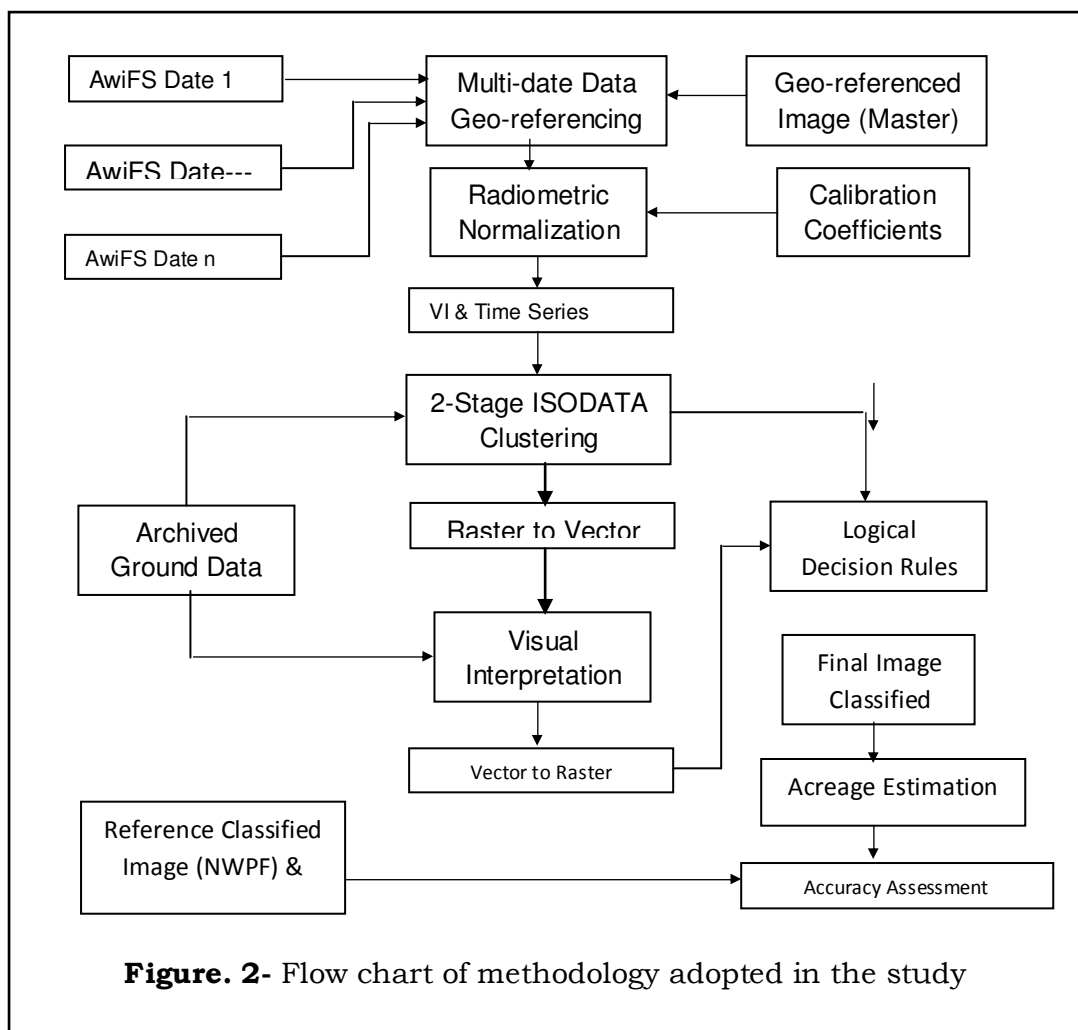 AwiFS Date 1
Multi-date Data
Geo-referencing
Geo-referenced
Image (Master)
AwiFS Date---
Radiometric
Normalization
Calibration
Coefficients
AwiFS Date n
VI & Time Series
2-Stage ISODATA
Clustering
Archived
Ground Data
Raster to Vector
Logical
Decision Rules
Visual
Interpretation
Final Image
Classified
Vector to Raster
Acreage Estimation
Reference Classified
Image (NWPF) &
Accuracy Assessment
Figure. 2- Flow chart of methodology adopted in the study